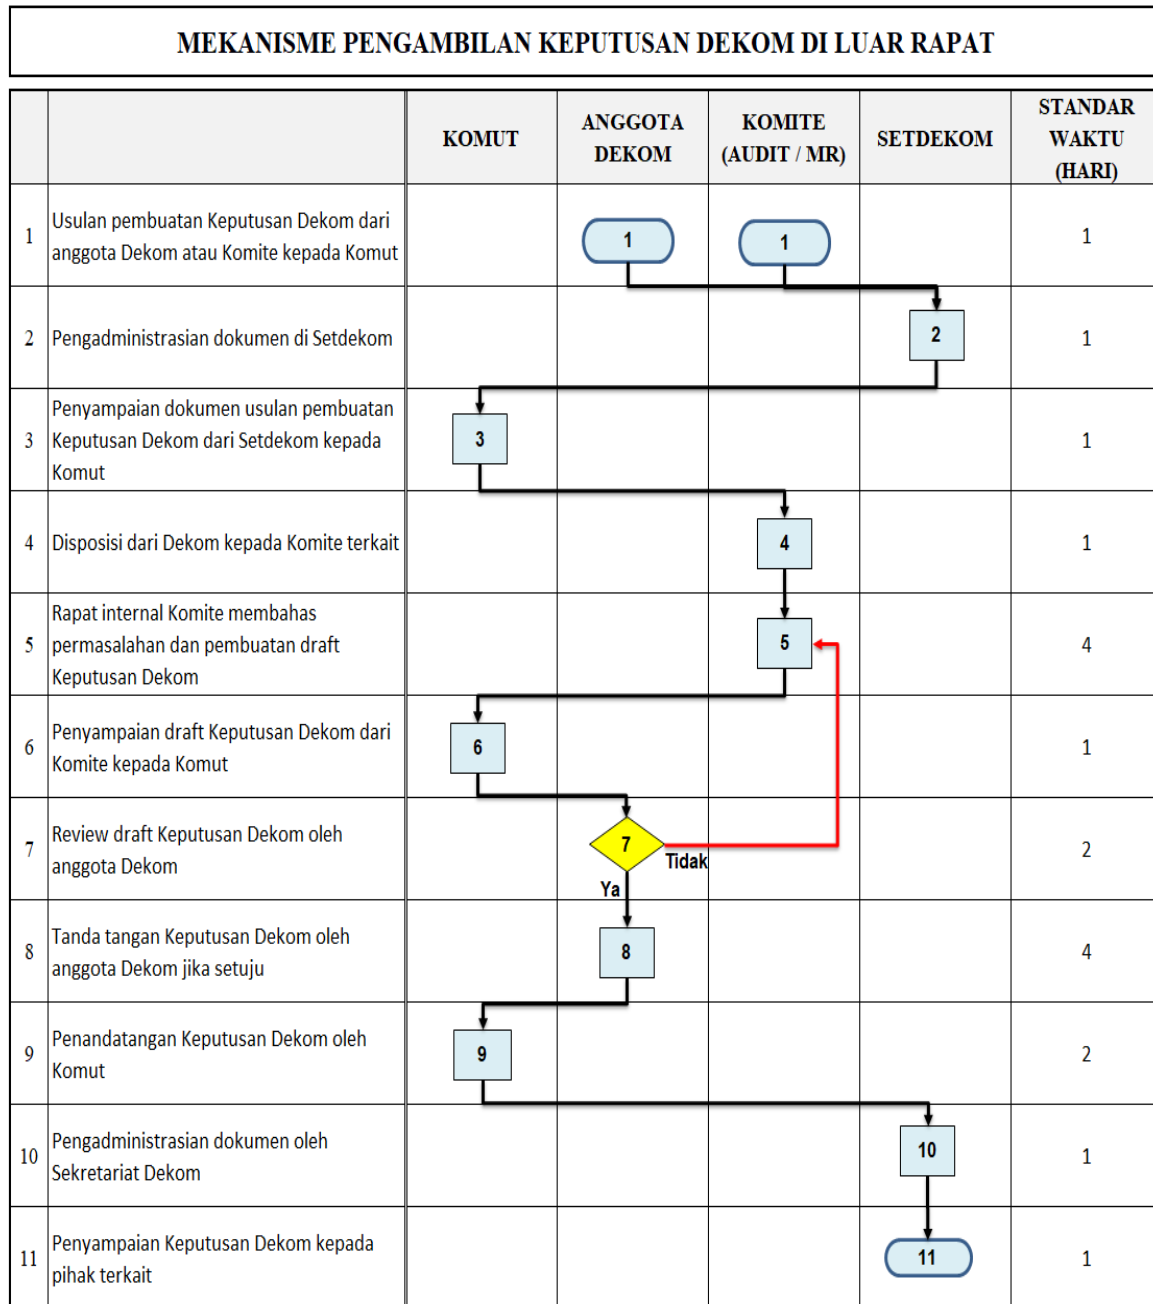 MEKANISME PENGAMBILAN KEPUTUSAN DEKOM DI LUAR RAPAT
KOMUT
ANGGOTA
DEKOM
KOMITE
(AUDIT / MR)
SETDEKOM
STANDAR
WAKTU
(HARI)
1
Usulan pembuatan Keputusan Dekom dari
anggota Dekom atau Komite kepada Komut
1
1
1
2
Pengadministrasian dokumen di Setdekom
2
1
3
Penyampaian dokumen usulan pembuatan
Keputusan Dekom dari Setdekom kepada
Komut
3
1
4
Disposisi dari Dekom kepada Komite terkait
4
1
5
Rapat internal Komite membahas
permasalahan dan pembuatan draft
Keputusan Dekom
5
4
6
Penyampaian draft Keputusan Dekom dari
Komite kepada Komut
6
1
7
Review draft Keputusan Dekom oleh
anggota Dekom
7
Tidak
Ya
2
8
Tanda tangan Keputusan Dekom oleh
anggota Dekom jika setuju
8
4
9
Penandatangan Keputusan Dekom oleh
Komut
9
2
10
Pengadministrasian dokumen oleh
Sekretariat Dekom
10
1
11
Penyampaian Keputusan Dekom kepada
pihak terkait
11
1